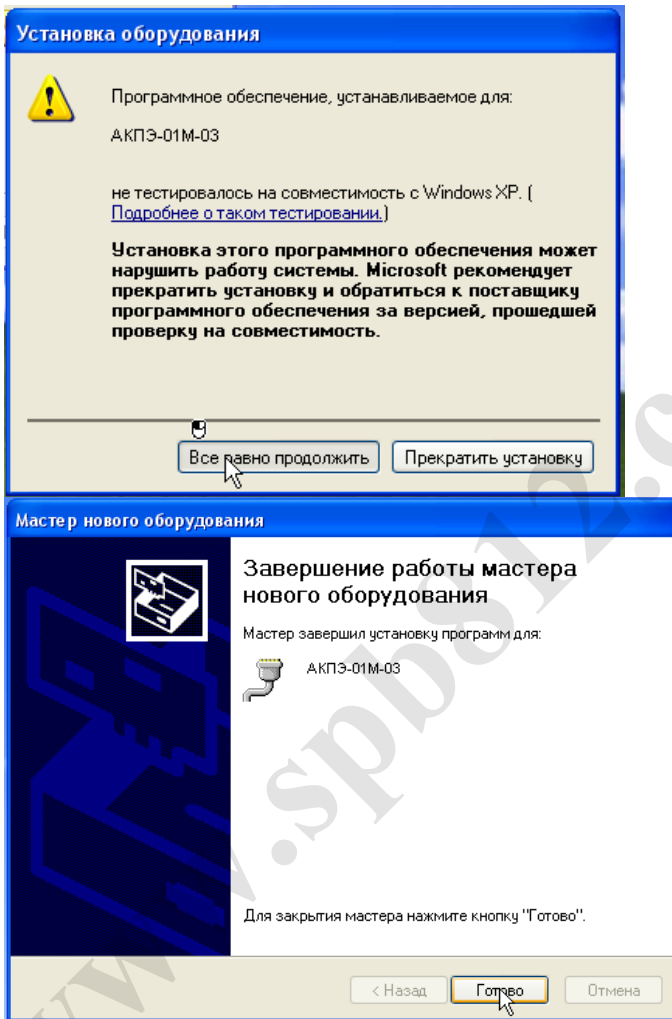 Установка оборудования
Программное обеспечение, устанавливаемое для:
АКПЭ-01М-03
не тестировалось на совместимость с Windows XP. (
Подробнее о таком тестировании.)
Установка этого программного обеспечения может
нарушить работу системы. Microsoft рекомендует
прекратить установку и обратиться к поставщику
программного обеспечения за версией, прошедшей
проверку на совместимость.
Все равно продолжить
Прекратить установку
Мастер нового оборудования
Завершение работы мастера
нового оборудования
Мастер завершил установку программ для:
АКПЭ-01М-03
Для закрытия мастера нажмите кнопку "Готово".
< Назад
Готово
Отмена